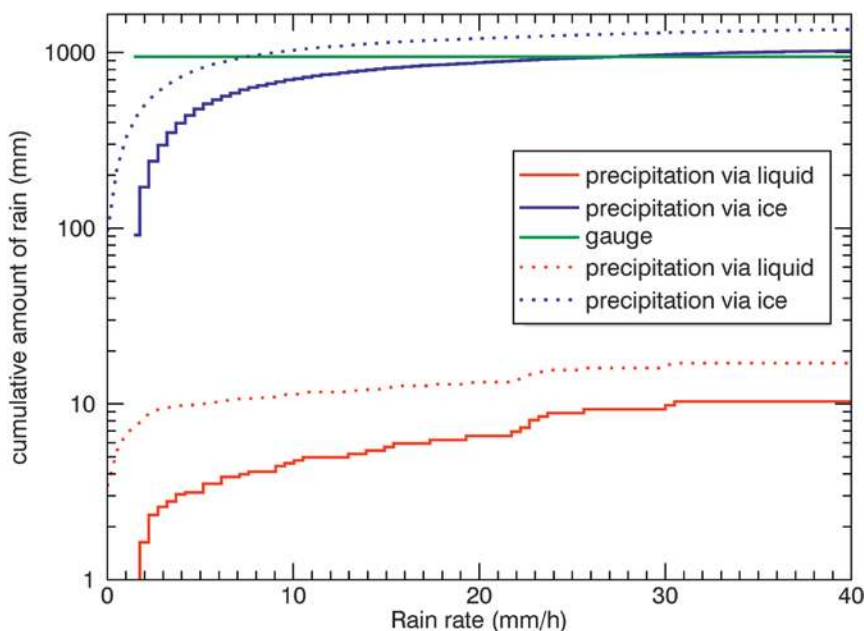 1000
100
10
1
cumulative amount of rain (mm)
precipitation via liquid
precipitation via ice
gauge
precipitation via liquid
precipitation via ice
0
10
20
30
40
Rain rate (mm/h)